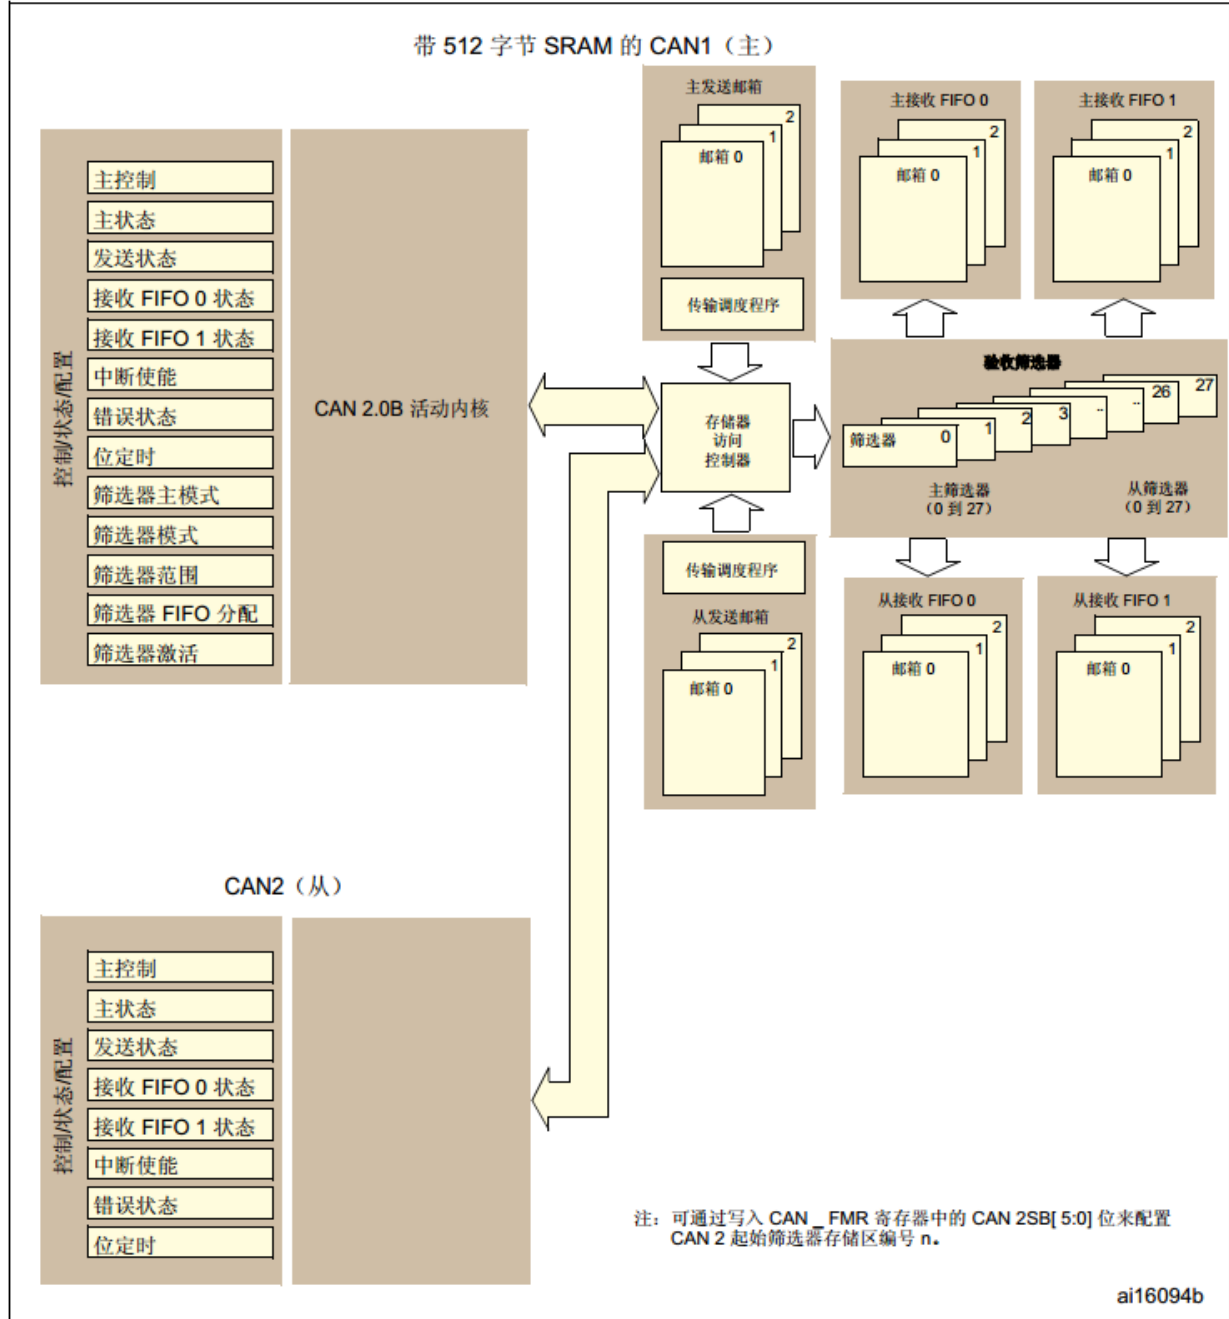 带 512 字节 SRAM 的 CAN1（主）
控制/状态/配置
主控制
主状态
发送状态
接收 FIFO 0 状态
接收 FIFO 1 状态
中断使能
错误状态
位定时
筛选器主模式
筛选器模式
筛选器范围
筛选器 FIFO 分配
筛选器激活
CAN 2.0B 活动内核
主发送邮箱
2
1
邮箱 0
传输调度程序
主接收 FIFO 0
2
1
邮箱 0
主接收 FIFO 1
2
1
邮箱 0
存储器
访问
控制器
验收筛选器
筛选器 0 1 2 3 .. .. 26 27
主筛选器
（0 到 27）
从筛选器
（0 到 27）
传输调度程序
从发送邮箱
2
1
邮箱 0
从接收 FIFO 0
2
1
邮箱 0
从接收 FIFO 1
2
1
邮箱 0
CAN2（从）
控制/状态/配置
主控制
主状态
发送状态
接收 FIFO 0 状态
接收 FIFO 1 状态
中断使能
错误状态
位定时
注：可通过写入 CAN _ FMR 寄存器中的 CAN 2SB[ 5:0] 位来配置
CAN 2 起始筛选器存储区编号 n。
ai16094b